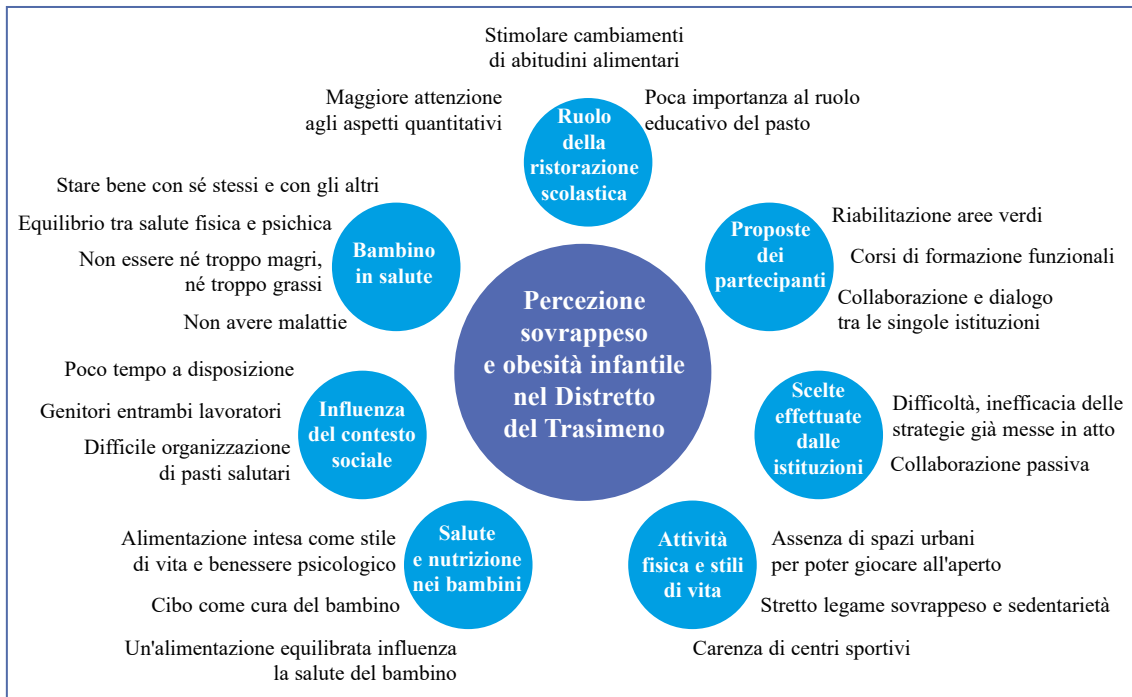 Stimolare cambiamenti
di abitudini alimentari
Maggiore attenzione
agli aspetti quantitativi
Ruolo
della
ristorazione
scolastica
Poca importanza al ruolo
educativo del pasto
Stare bene con sé stessi e con gli altri
Equilibrio tra salute fisica e psichica
Non essere né troppo magri,
né troppo grassi
Non avere malattie
Bambino
in salute
Proposte
dei
partecipanti
Riabilitazione aree verdi
Corsi di formazione funzionali
Collaborazione e dialogo
tra le singole istituzioni
Percezione
sovrappeso
e obesità infantile
nel Distretto
del Trasimeno
Poco tempo a disposizione
Genitori entrambi lavoratori
Difficile organizzazione
di pasti salutari
Influenza
del contesto
sociale
Scelte
effettuate
dalle
istituzioni
Difficoltà, inefficacia delle
strategie già messe in atto
Collaborazione passiva
Alimentazione intesa come stile
di vita e benessere psicologico
Cibo come cura del bambino
Un'alimentazione equilibrata influenza
la salute del bambino
Salute
e nutrizione
nei bambini
Attività
fisica e stili
di vita
Assenza di spazi urbani
per poter giocare all'aperto
Stretto legame sovrappeso e sedentarietà
Carenza di centri sportivi